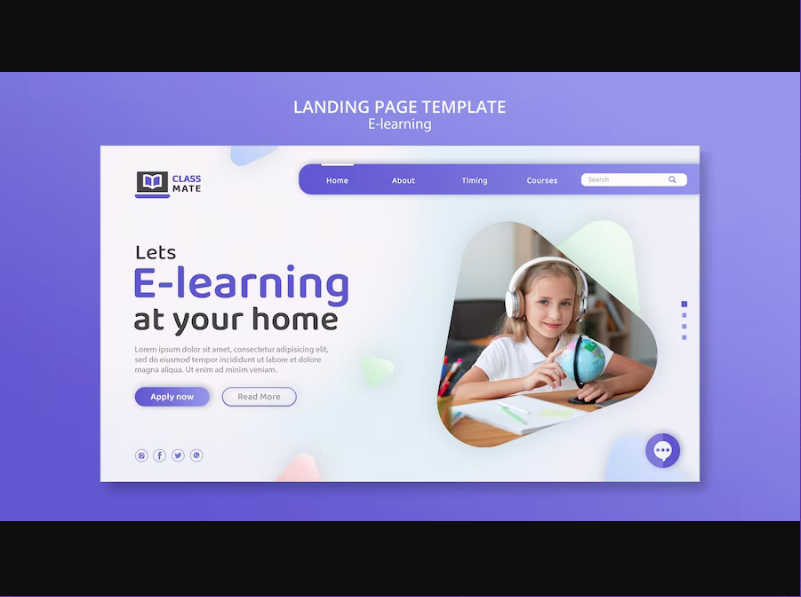 LANDING PAGE TEMPLATE
E-learning
CLASS
MATE
Home About Timing Courses Search
Lets
E-learning
at your home
Lorem ipsum dolor sit amet, consectetur adipisicing elit,
sed do eiusmod tempor incididunt ut labore et dolore
magna aliqua. Ut enim ad minim veniam.
Apply now Read More